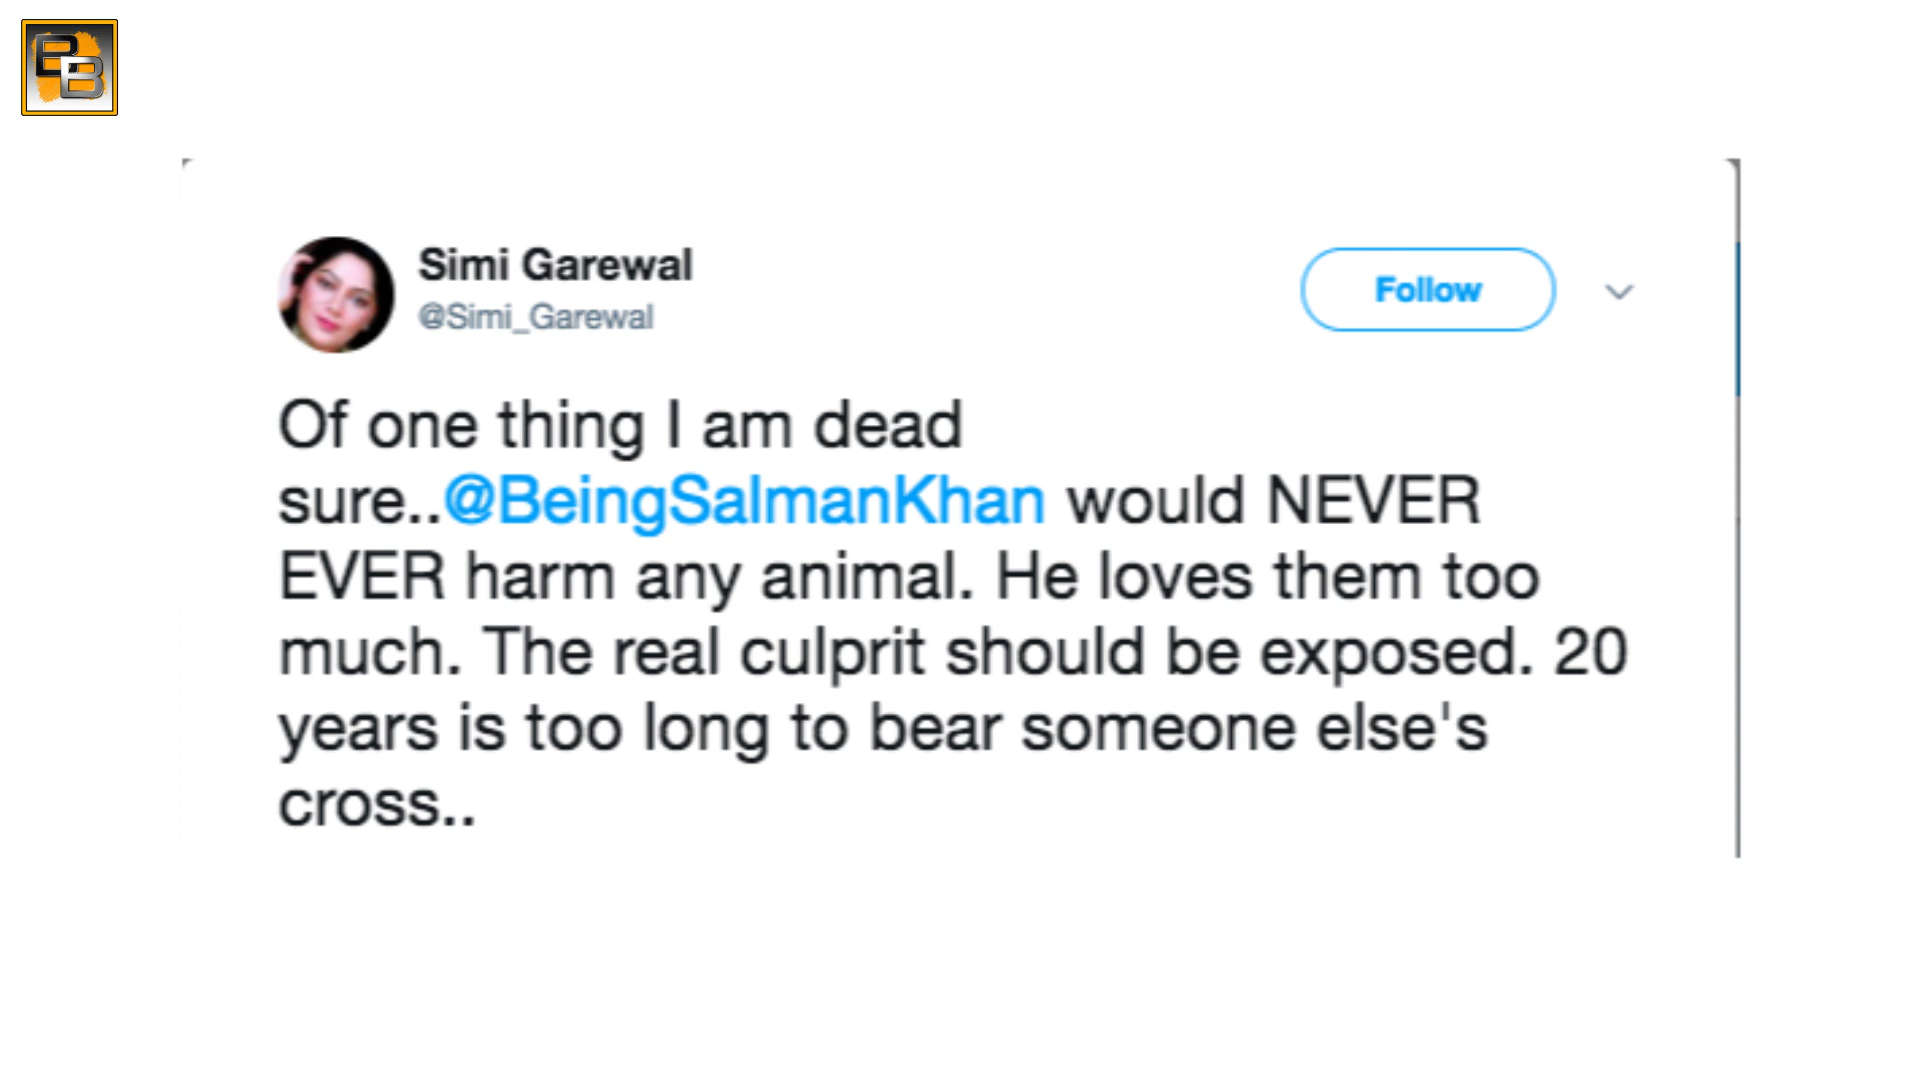 BB
Simi Garewal
@Simi_Garewal
Follow
Of one thing I am dead
sure..@BeingSalmanKhan would NEVER
EVER harm any animal. He loves them too
much. The real culprit should be exposed. 20
years is too long to bear someone else's
cross..